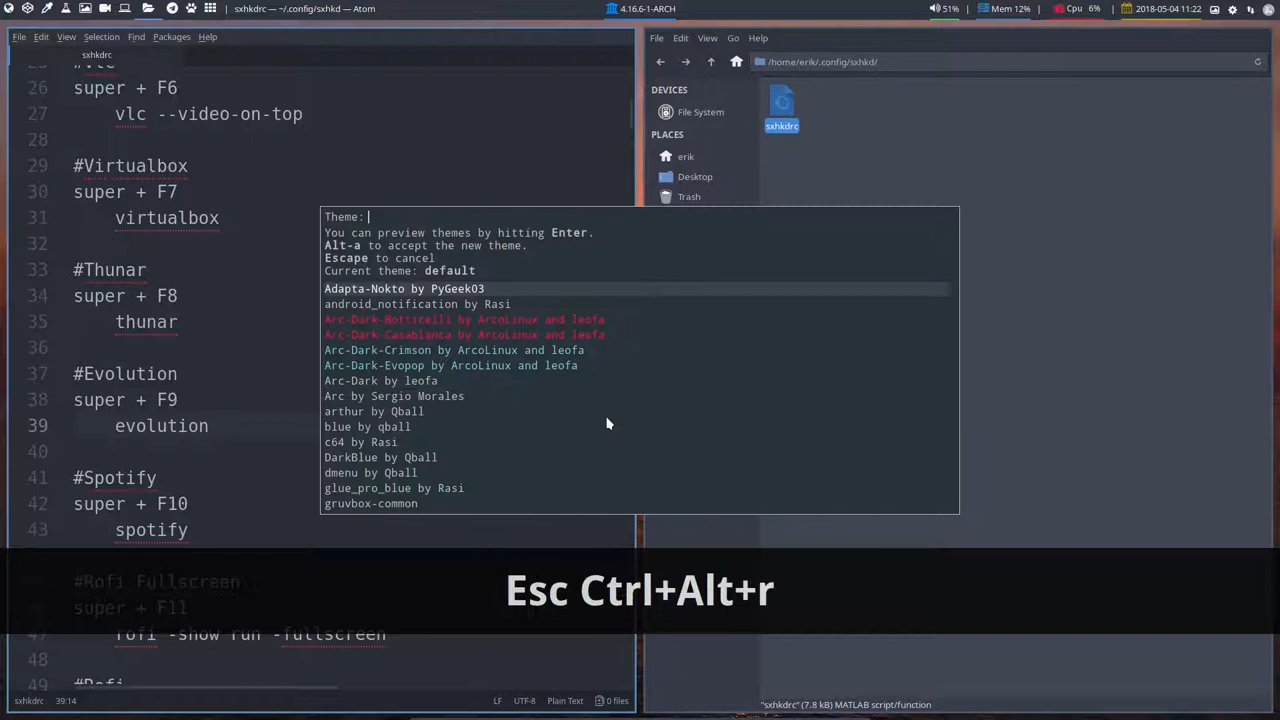 sxhkdrc — ~/.config/sxhkd — Atom
4.16.6-1-ARCH
51%
Mem 12%
Cpu 6%
2018-05-04 11:22
File Edit View Selection Find Packages Help
sxhkdrc
26 super + F6
27 vlc --video-on-top
28
29 #Virtualbox
30 super + F7
31 virtualbox
32
33 #Thunar
34 super + F8
35 thunar
36
37 #Evolution
38 super + F9
39 evolution
40
41 #Spotify
42 super + F10
43 spotify
#Rofi Fullscreen
super + F11
47 rofi -show run -fullscreen
48
49 #Rofi
sxhkdrc 39:14 LF UTF-8 Plain Text 0 files
File Edit View Go Help
/home/erik/.config/sxhkd/
DEVICES
File System
PLACES
erik
Desktop
Trash
sxhkdrc
"sxhkdrc" (7.8 kB) MATLAB script/function
Theme:
You can preview themes by hitting Enter.
Alt-a to accept the new theme.
Escape to cancel
Current theme: default
Adapta-Nokto by PyGeek03
android_notification by Rasi
Arc-Dark-Botticelli by ArcoLinux and leofa
Arc-Dark-Casablanca by ArcoLinux and leofa
Arc-Dark-Crimson by ArcoLinux and leofa
Arc-Dark-Evopop by ArcoLinux and leofa
Arc-Dark by leofa
Arc by Sergio Morales
arthur by Qball
blue by qball
c64 by Rasi
DarkBlue by Qball
dmenu by Qball
glue_pro_blue by Rasi
gruvbox-common
Esc Ctrl+Alt+r